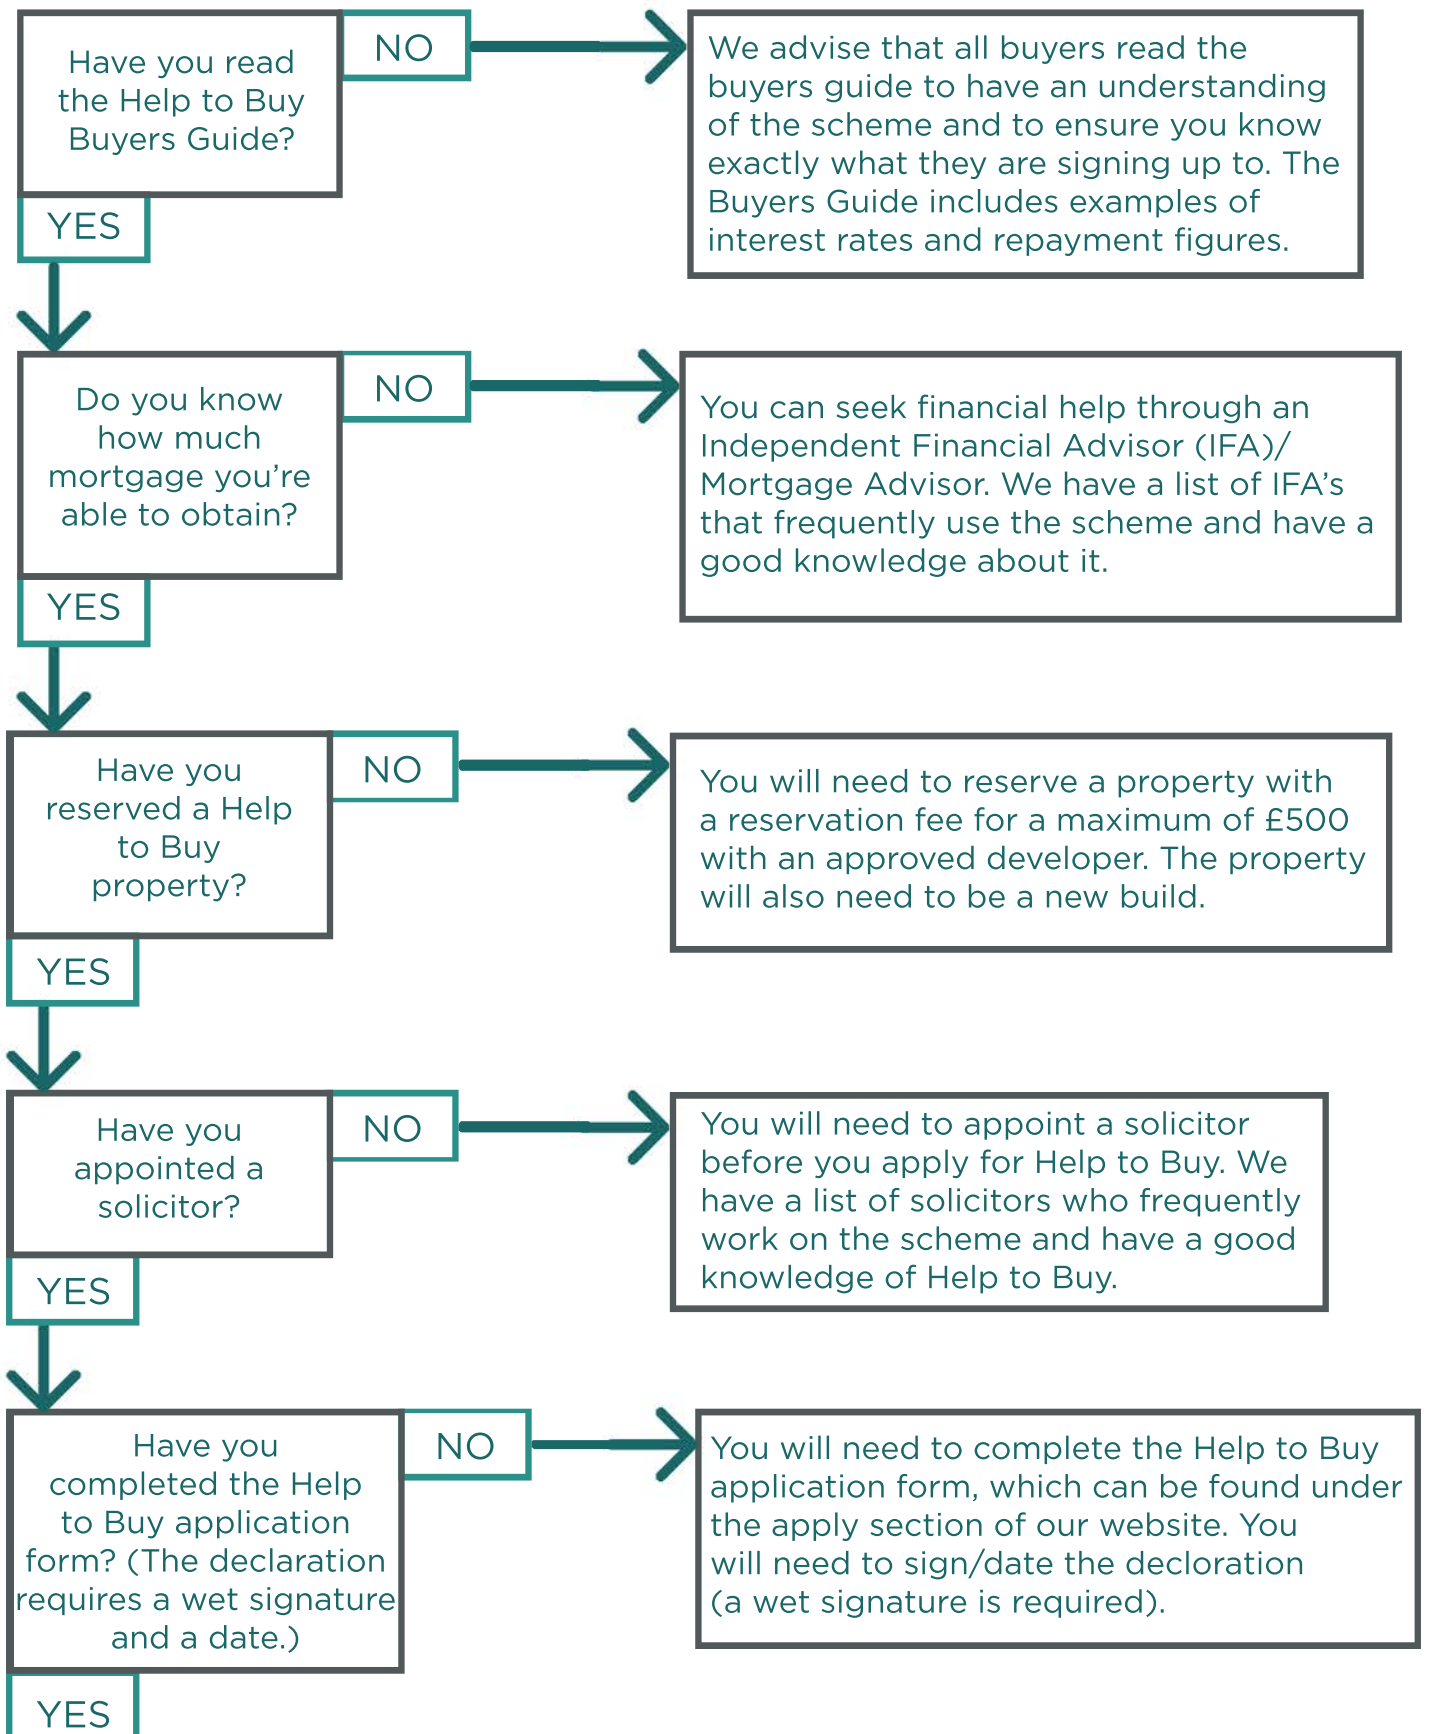 Have you read
the Help to Buy
Buyers Guide?
NO
We advise that all buyers read the
buyers guide to have an understanding
of the scheme and to ensure you know
exactly what they are signing up to. The
Buyers Guide includes examples of
interest rates and repayment figures.
YES
Do you know
how much
mortgage you’re
able to obtain?
NO
You can seek financial help through an
Independent Financial Advisor (IFA)/
Mortgage Advisor. We have a list of IFA’s
that frequently use the scheme and have a
good knowledge about it.
YES
Have you
reserved a Help
to Buy
property?
NO
You will need to reserve a property with
a reservation fee for a maximum of £500
with an approved developer. The property
will also need to be a new build.
YES
Have you
appointed a
solicitor?
NO
You will need to appoint a solicitor
before you apply for Help to Buy. We
have a list of solicitors who frequently
work on the scheme and have a good
knowledge of Help to Buy.
YES
Have you
completed the Help
to Buy application
form? (The declaration
requires a wet signature
and a date.)
NO
You will need to complete the Help to Buy
application form, which can be found under
the apply section of our website. You
will need to sign/date the decloration
(a wet signature is required).
YES